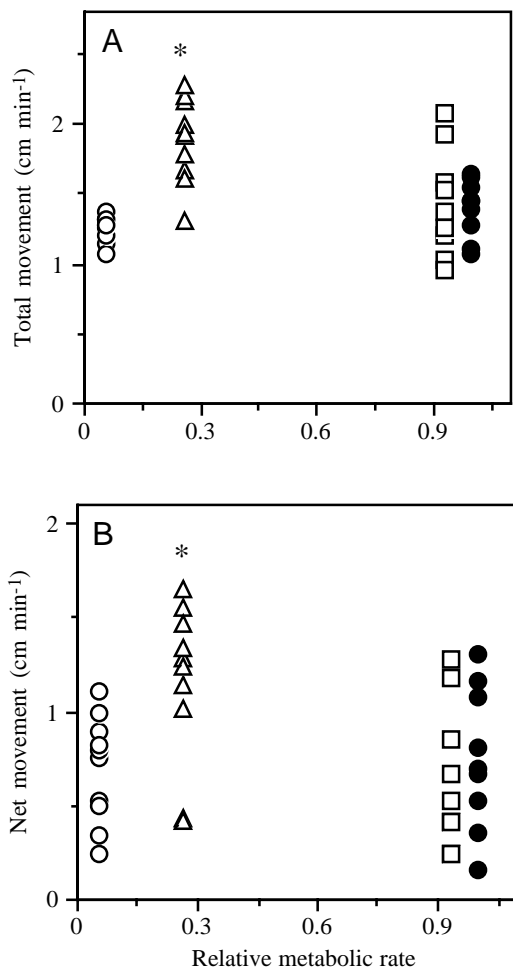 A
*
Total movement (cm min⁻¹)
2
1
0
0 0.3 0.6 0.9
B
*
Net movement (cm min⁻¹)
2
1
0
0 0.3 0.6 0.9
Relative metabolic rate